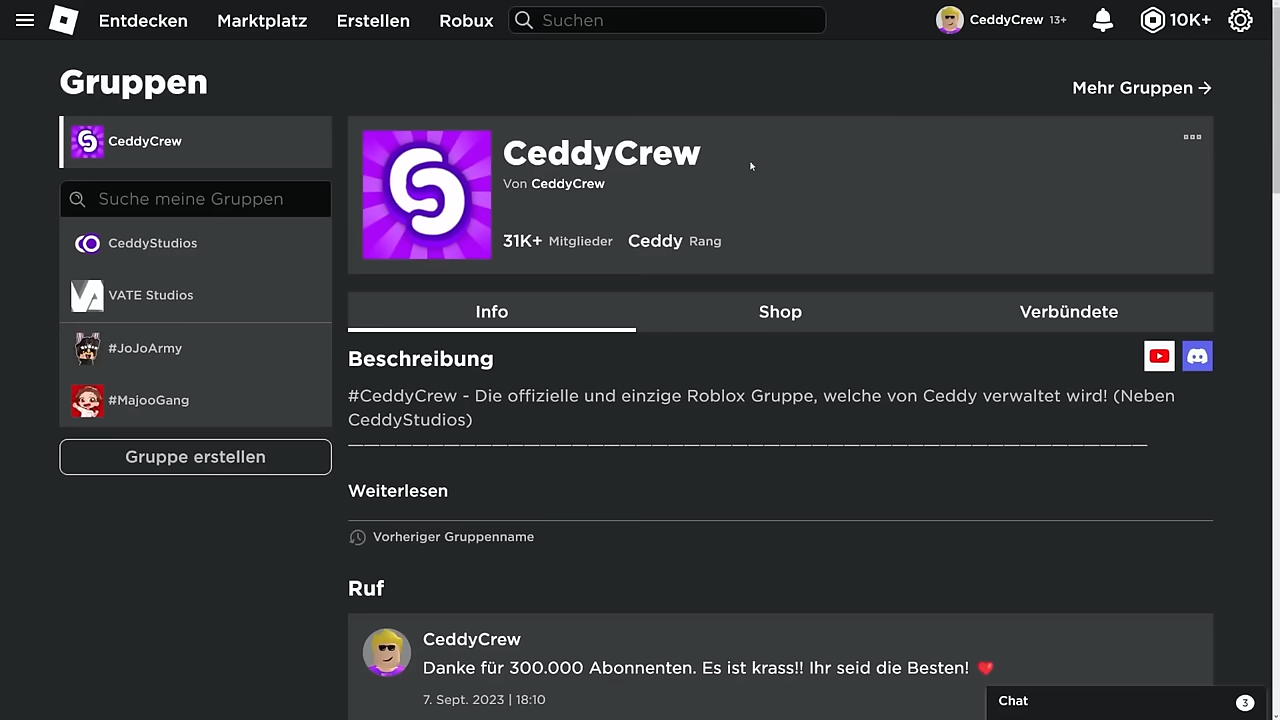 Entdecken Marktplatz Erstellen Robux Suchen CeddyCrew 13+ 10K+
Gruppen
Mehr Gruppen →
CeddyCrew
Suche meine Gruppen
CeddyStudios
VATE Studios
#JoJoArmy
#MajooGang
Gruppe erstellen
CeddyCrew
Von CeddyCrew
31K+ Mitglieder Ceddy Rang
Info Shop Verbündete
Beschreibung
#CeddyCrew - Die offizielle und einzige Roblox Gruppe, welche von Ceddy verwaltet wird! (Neben
CeddyStudios)
——————————————————————————————————————————————————
Weiterlesen
Vorheriger Gruppenname
Ruf
CeddyCrew
Danke für 300.000 Abonnenten. Es ist krass!! Ihr seid die Besten! ❤️
7. Sept. 2023 | 18:10
Chat 3